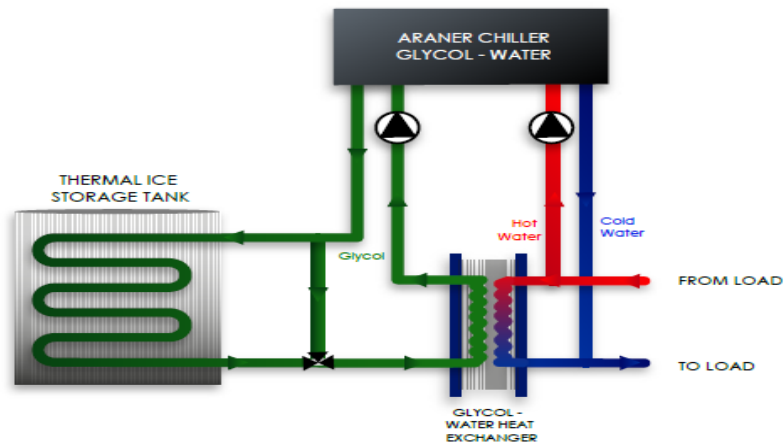 ARANER CHILLER
GLYCOL - WATER
THERMAL ICE
STORAGE TANK
Glycol
Hot
Water
Cold
Water
FROM LOAD
TO LOAD
GLYCOL -
WATER HEAT
EXCHANGER